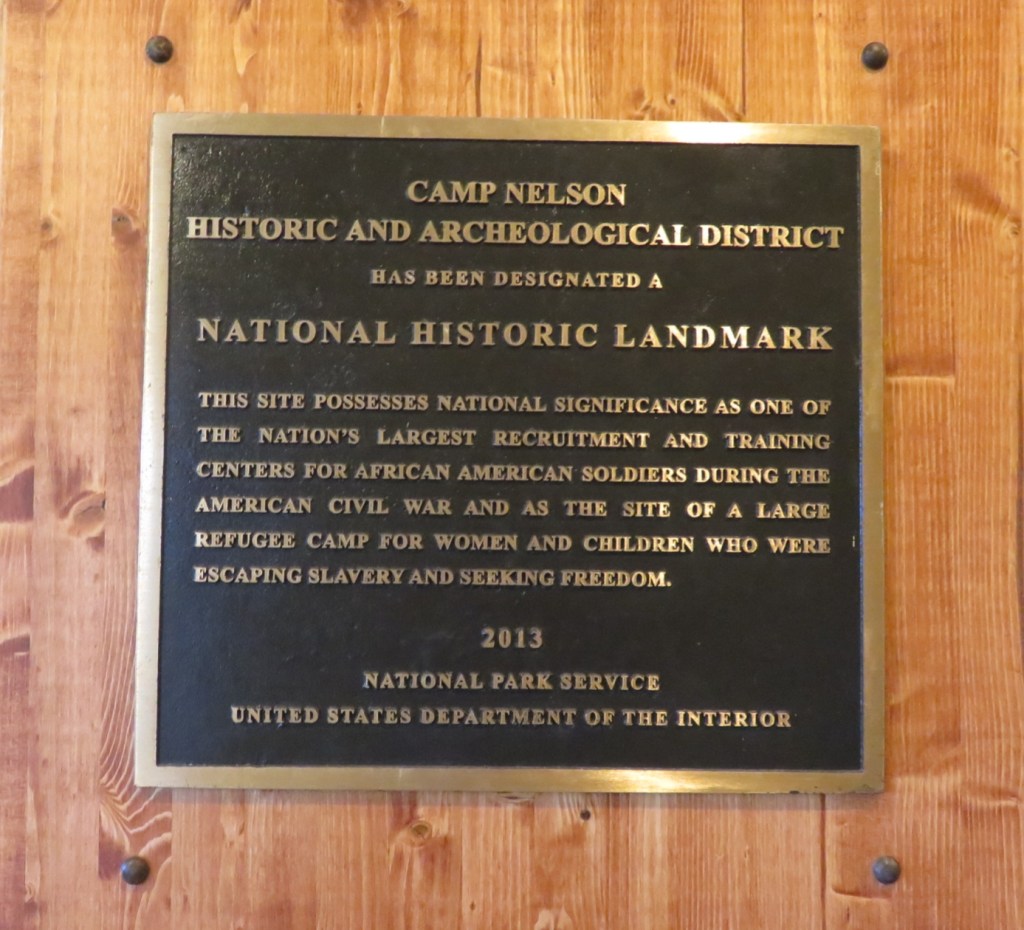 CAMP NELSON
HISTORIC AND ARCHEOLOGICAL DISTRICT
HAS BEEN DESIGNATED A
NATIONAL HISTORIC LANDMARK
THIS SITE POSSESSES NATIONAL SIGNIFICANCE AS ONE OF
THE NATION'S LARGEST RECRUITMENT AND TRAINING
CENTERS FOR AFRICAN AMERICAN SOLDIERS DURING THE
AMERICAN CIVIL WAR AND AS THE SITE OF A LARGE
REFUGEE CAMP FOR WOMEN AND CHILDREN WHO WERE
ESCAPING SLAVERY AND SEEKING FREEDOM.
2013
NATIONAL PARK SERVICE
UNITED STATES DEPARTMENT OF THE INTERIOR